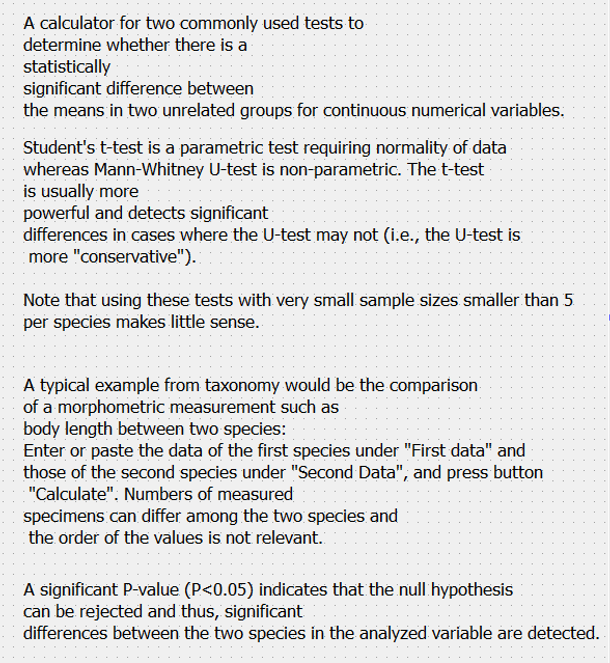 A calculator for two commonly used tests to
determine whether there is a
statistically
significant difference between
the means in two unrelated groups for continuous numerical variables.
Student's t-test is a parametric test requiring normality of data
whereas Mann-Whitney U-test is non-parametric. The t-test
is usually more
powerful and detects significant
differences in cases where the U-test may not (i.e., the U-test is
more "conservative").
Note that using these tests with very small sample sizes smaller than 5
per species makes little sense.
A typical example from taxonomy would be the comparison
of a morphometric measurement such as
body length between two species:
Enter or paste the data of the first species under "First data" and
those of the second species under "Second Data", and press button
"Calculate". Numbers of measured
specimens can differ among the two species and
the order of the values is not relevant.
A significant P-value (P<0.05) indicates that the null hypothesis
can be rejected and thus, significant
differences between the two species in the analyzed variable are detected.